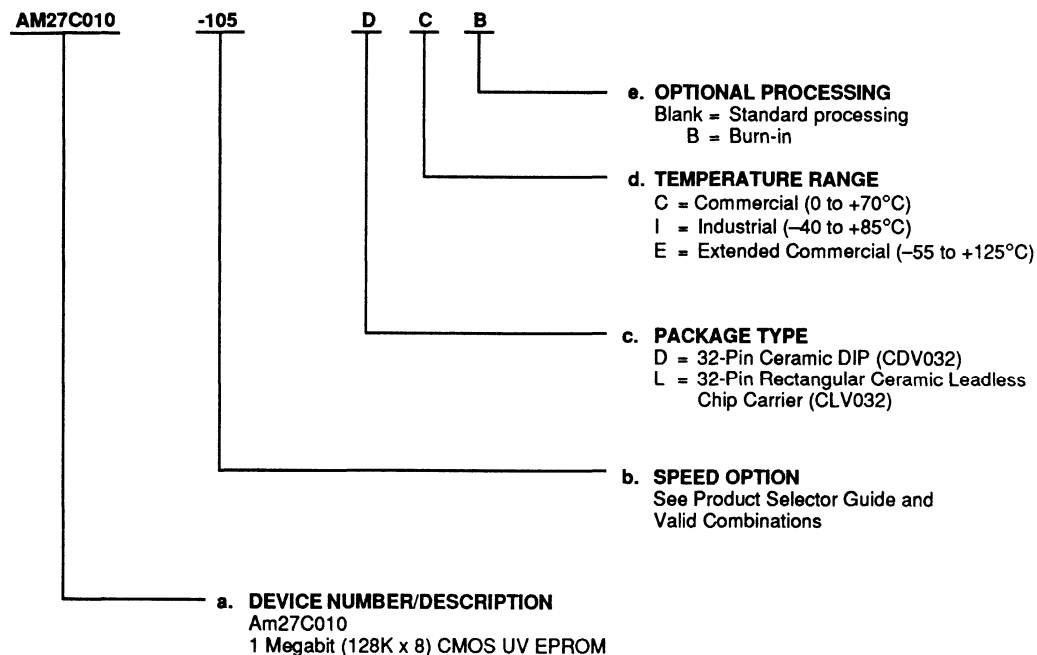 AM27C010 -105 D C B
e. OPTIONAL PROCESSING
Blank = Standard processing
B = Burn-in
d. TEMPERATURE RANGE
C = Commercial (0 to +70°C)
I = Industrial (–40 to +85°C)
E = Extended Commercial (–55 to +125°C)
c. PACKAGE TYPE
D = 32-Pin Ceramic DIP (CDV032)
L = 32-Pin Rectangular Ceramic Leadless
Chip Carrier (CLV032)
b. SPEED OPTION
See Product Selector Guide and
Valid Combinations
a. DEVICE NUMBER/DESCRIPTION
Am27C010
1 Megabit (128K x 8) CMOS UV EPROM